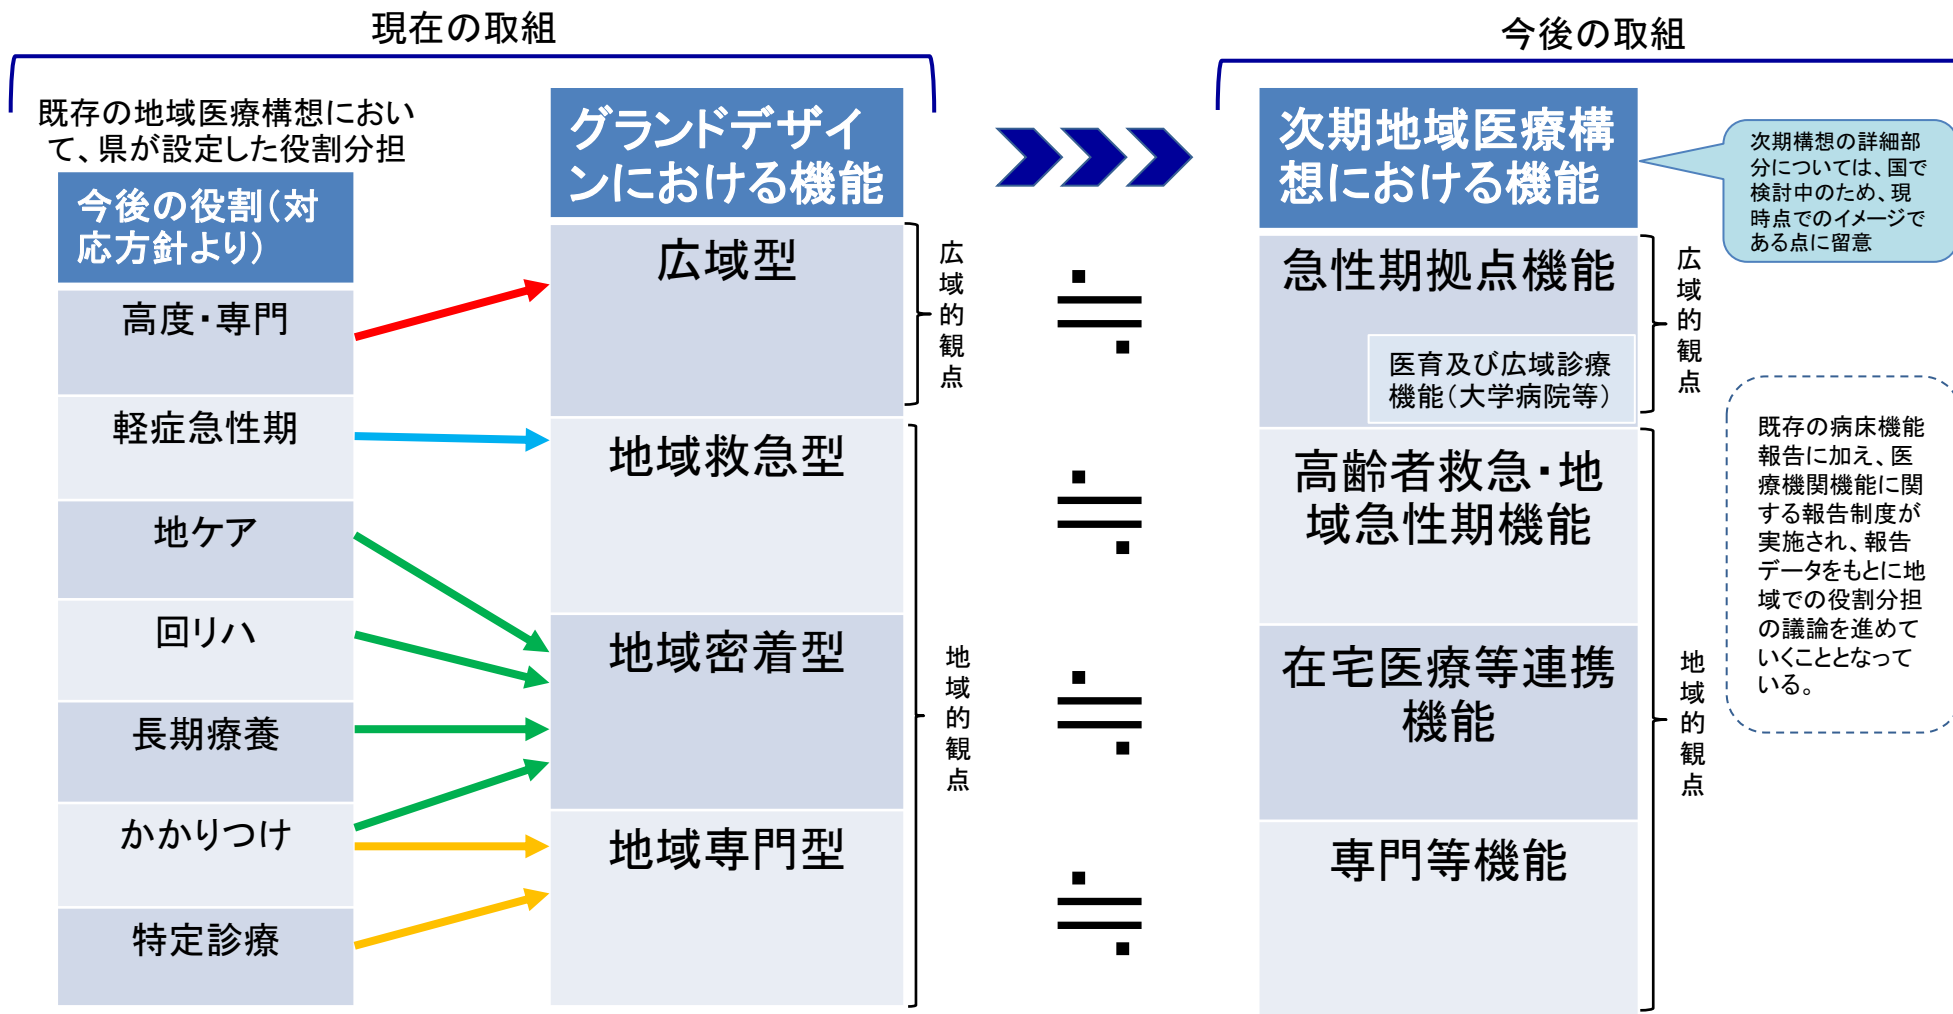 現在の取組
既存の地域医療構想におい
て、県が設定した役割分担
今後の役割(対
応方針より)
高度・専門
軽症急性期
地ケア
回リハ
長期療養
かかりつけ
特定診療
グランドデザイ
ンにおける機能
広域型
地域救急型
地域密着型
地域専門型
広域的観点
地域的観点
≒
≒
≒
≒
今後の取組
次期地域医療構
想における機能
急性期拠点機能
医育及び広域診療
機能(大学病院等)
高齢者救急・地
域急性期機能
在宅医療等連携
機能
専門等機能
広域的観点
地域的観点
次期構想の詳細部
分については、国で
検討中のため、現
時点でのイメージで
ある点に留意
既存の病床機能
報告に加え、医
療機関機能に関
する報告制度が
実施され、報告
データをもとに地
域での役割分担
の議論を進めて
いくこととなって
いる。